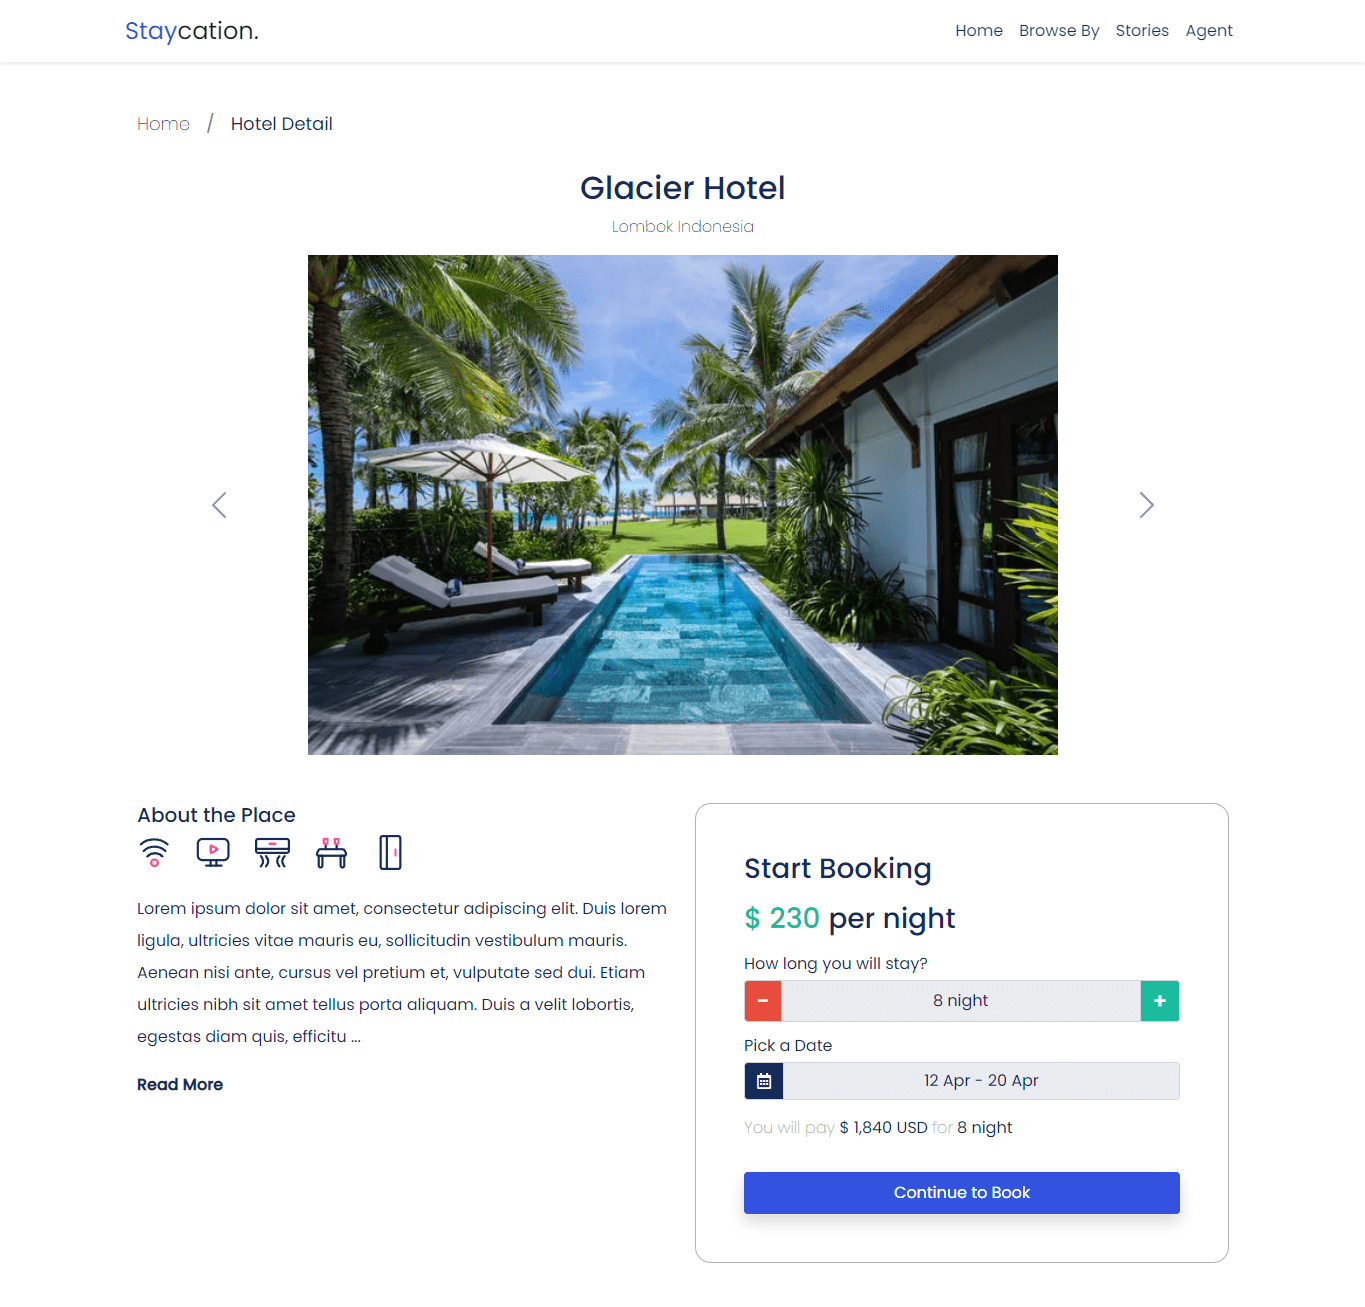 Staycation.
Home Browse By Stories Agent
Home / Hotel Detail
Glacier Hotel
Lombok Indonesia
About the Place
Lorem ipsum dolor sit amet, consectetur adipiscing elit. Duis lorem
ligula, ultricies vitae mauris eu, sollicitudin vestibulum mauris.
Aenean nisi ante, cursus vel pretium et, vulputate sed dui. Etiam
ultricies nibh sit amet tellus porta aliquam. Duis a velit lobortis,
egestas diam quis, efficitu ...
Read More
Start Booking
$ 230 per night
How long you will stay?
- 8 night +
Pick a Date
12 Apr - 20 Apr
You will pay $ 1,840 USD for 8 night
Continue to Book